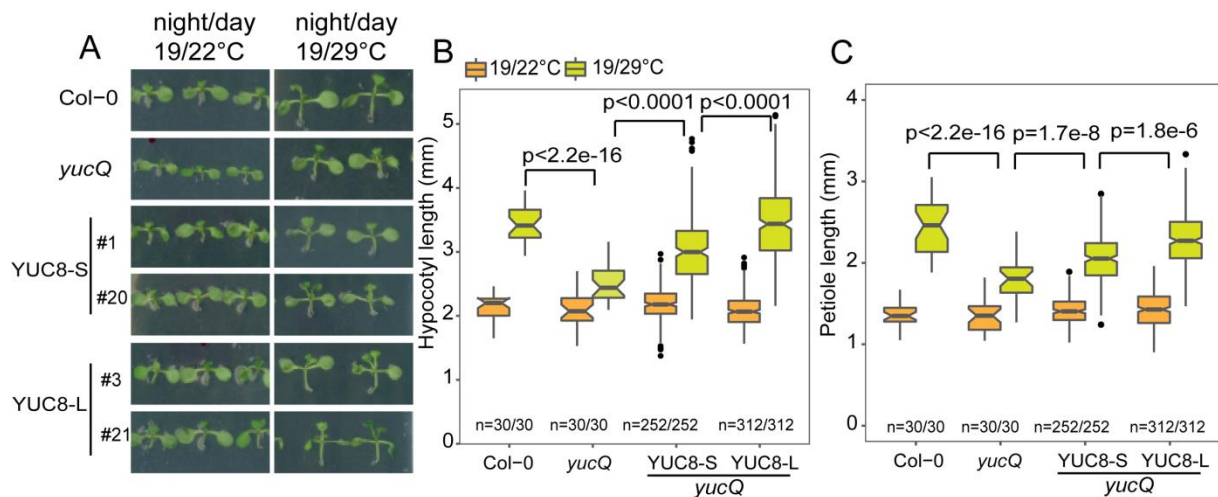 A
night/day
19/22°C
night/day
19/29°C
Col−0
yucQ
YUC8-S
#1
#20
YUC8-L
#3
#21
B
19/22°C
19/29°C
Hypocotyl length (mm)
5
4
3
2
1
0
p<2.2e-16
p<0.0001
p<0.0001
n=30/30
n=30/30
n=252/252
n=312/312
Col−0
yucQ
YUC8-S
YUC8-L
yucQ
C
Petiole length (mm)
4
3
2
1
0
p<2.2e-16
p=1.7e-8
p=1.8e-6
n=30/30
n=30/30
n=252/252
n=312/312
Col−0
yucQ
YUC8-S
YUC8-L
yucQ